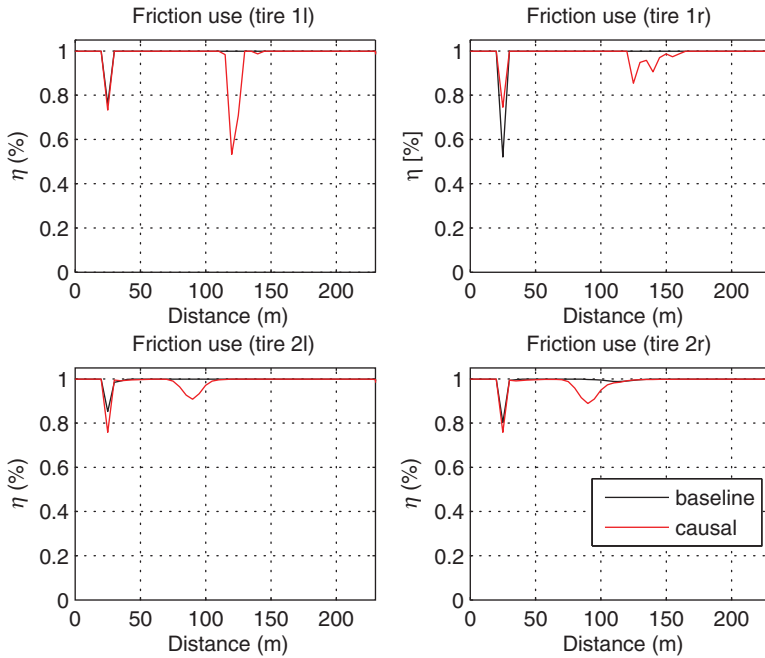 Friction use (tire 1l)
1
0.8
0.6
0.4
0.2
0
η (%)
0 50 100 150 200
Distance (m)
Friction use (tire 1r)
1
0.8
0.6
0.4
0.2
0
η [%]
0 50 100 150 200
Distance (m)
Friction use (tire 2l)
1
0.8
0.6
0.4
0.2
0
η (%)
0 50 100 150 200
Distance (m)
Friction use (tire 2r)
1
0.8
0.6
0.4
0.2
0
η (%)
baseline
causal
0 50 100 150 200
Distance (m)